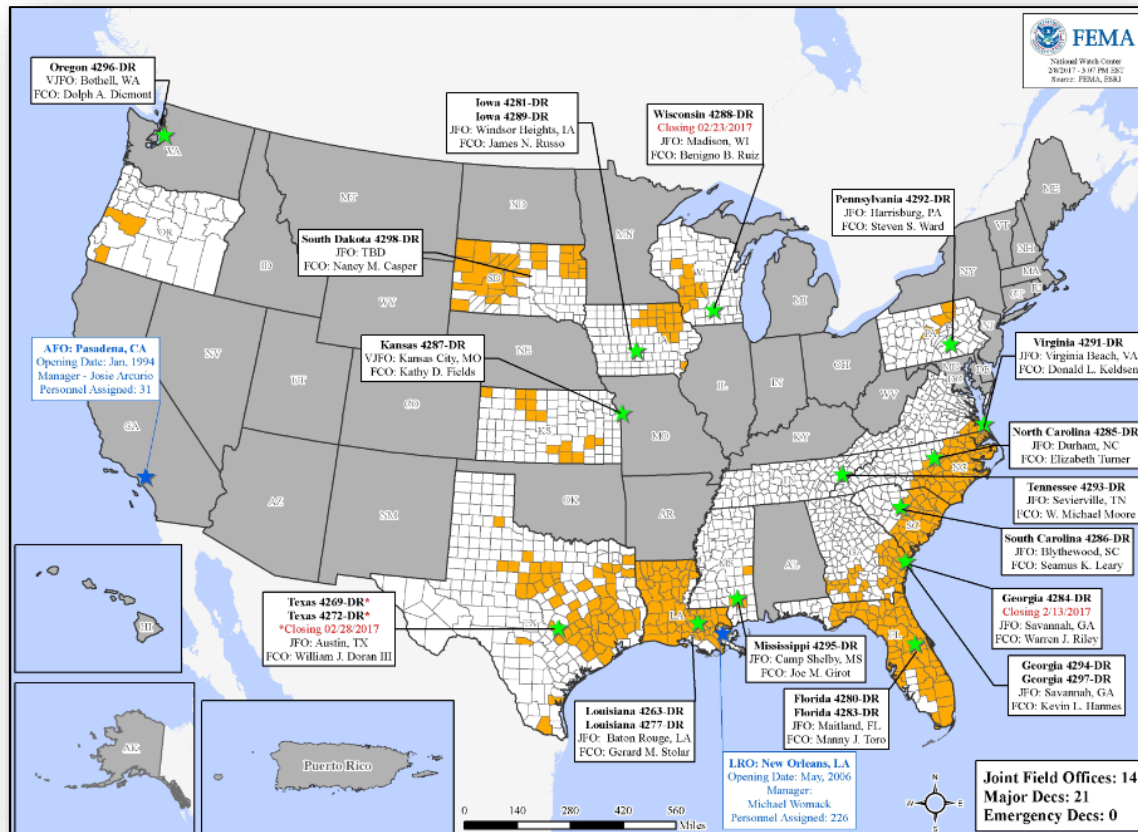 FEMA
National Watch Center
2/8/2017 - 3:07 PM EST
Source: FEMA, ESRI
Oregon 4296-DR
VJFO: Bothell, WA
FCO: Dolph A. Diemont
Iowa 4281-DR
Iowa 4289-DR
JFO: Windsor Heights, IA
FCO: James N. Russo
Wisconsin 4288-DR
Closing 02/23/2017
JFO: Madison, WI
FCO: Benigno B. Ruiz
Pennsylvania 4292-DR
JFO: Harrisburg, PA
FCO: Steven S. Ward
South Dakota 4298-DR
JFO: TBD
FCO: Nancy M. Casper
Kansas 4287-DR
VJFO: Kansas City, MO
FCO: Kathy D. Fields
AFO: Pasadena, CA
Opening Date: Jan, 1994
Manager - Josie Arcurio
Personnel Assigned: 31
Virginia 4291-DR
JFO: Virginia Beach, VA
FCO: Donald L. Keldsen
North Carolina 4285-DR
JFO: Durham, NC
FCO: Elizabeth Turner
Tennessee 4293-DR
JFO: Sevierville, TN
FCO: W. Michael Moore
South Carolina 4286-DR
JFO: Blythewood, SC
FCO: Seamus K. Leary
Georgia 4284-DR
Closing 2/13/2017
JFO: Savannah, GA
FCO: Warren J. Riley
Georgia 4294-DR
Georgia 4297-DR
JFO: Savannah, GA
FCO: Kevin L. Hannes
Texas 4269-DR*
Texas 4272-DR*
*Closing 02/28/2017
JFO: Austin, TX
FCO: William J. Doran III
Mississippi 4295-DR
JFO: Camp Shelby, MS
FCO: Joe M. Girot
Louisiana 4263-DR
Louisiana 4277-DR
JFO: Baton Rouge, LA
FCO: Gerard M. Stolar
Florida 4280-DR
Florida 4283-DR
JFO: Maitland, FL
FCO: Manny J. Toro
LRO: New Orleans, LA
Opening Date: May, 2006
Manager:
Michael Womack
Personnel Assigned: 226
WA
MT
ND
MN
ME
VT
NH
MA
RI
CT
NY
OR
ID
SD
WI
MI
WY
IA
PA
NJ
NV
UT
NE
IL
IN
OH
MD
DC
DE
WV
CA
CO
KS
MO
KY
NC
TN
AZ
NM
OK
AR
SC
MS
AL
GA
TX
LA
FL
HI
AK
Puerto Rico
N
W
E
S
0 140 280 420 560
Miles
Joint Field Offices: 14
Major Decs: 21
Emergency Decs: 0